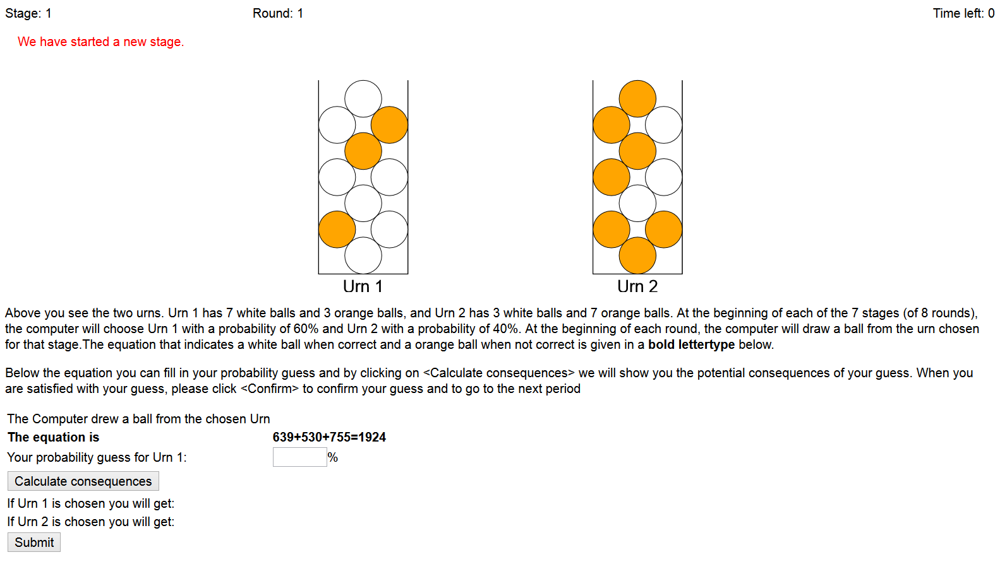 Stage: 1
Round: 1
Time left: 0
We have started a new stage.
Urn 1
Urn 2
Above you see the two urns. Urn 1 has 7 white balls and 3 orange balls, and Urn 2 has 3 white balls and 7 orange balls. At the beginning of each of the 7 stages (of 8 rounds),
the computer will choose Urn 1 with a probability of 60% and Urn 2 with a probability of 40%. At the beginning of each round, the computer will draw a ball from the urn chosen
for that stage.The equation that indicates a white ball when correct and a orange ball when not correct is given in a bold lettertype below.
Below the equation you can fill in your probability guess and by clicking on <Calculate consequences> we will show you the potential consequences of your guess. When you
are satisfied with your guess, please click <Confirm> to confirm your guess and to go to the next period
The Computer drew a ball from the chosen Urn
The equation is 639+530+755=1924
Your probability guess for Urn 1: %
Calculate consequences
If Urn 1 is chosen you will get:
If Urn 2 is chosen you will get:
Submit